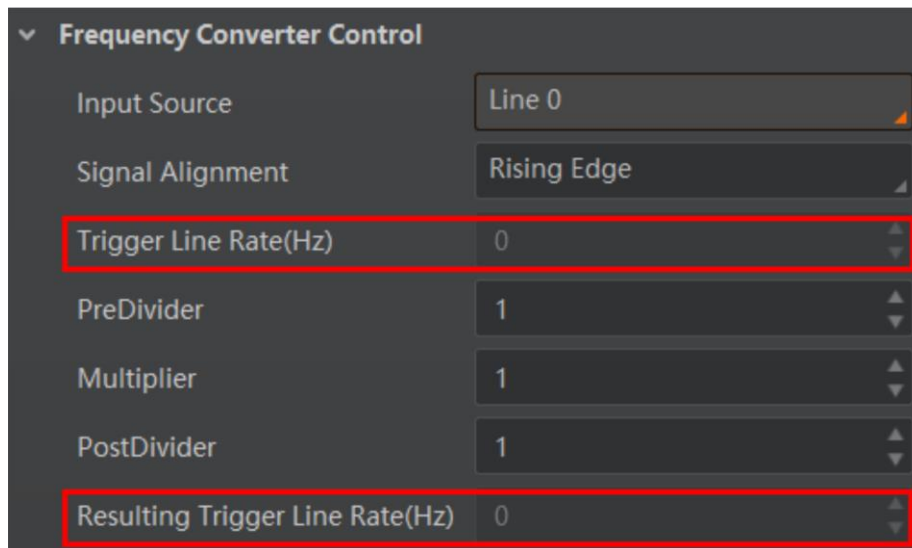 Frequency Converter Control
Input Source Line 0
Signal Alignment Rising Edge
Trigger Line Rate(Hz) 0
PreDivider 1
Multiplier 1
PostDivider 1
Resulting Trigger Line Rate(Hz) 0